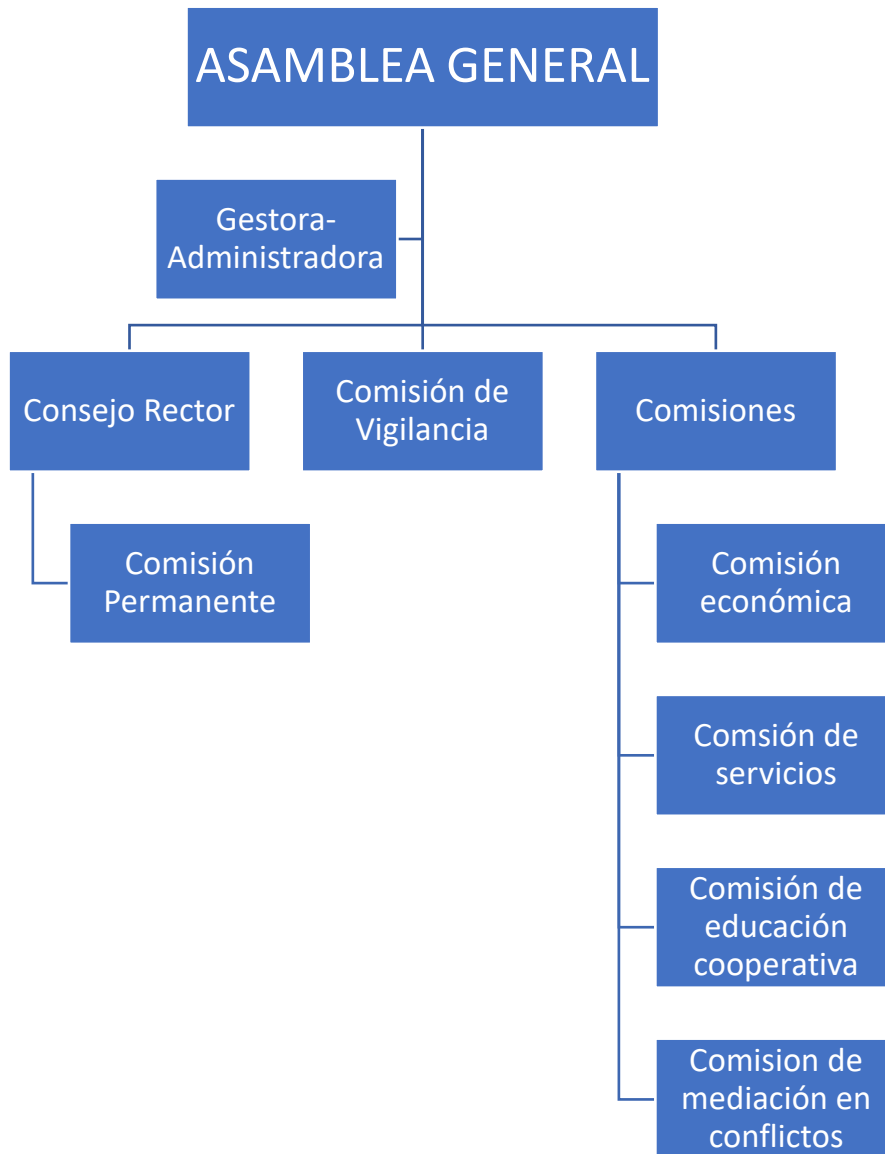 ASAMBLEA GENERAL
Gestora-
Administradora
Consejo Rector
Comisión de
Vigilancia
Comisiones
Comisión
Permanente
Comisión
económica
Comsión de
servicios
Comisión de
educación
cooperativa
Comision de
mediación en
conflictos